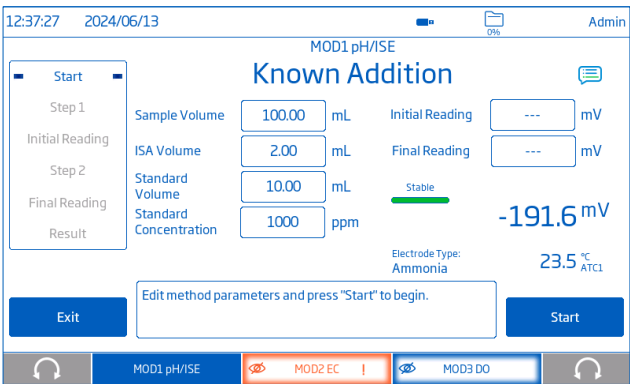 12:37:27 2024/06/13
0%
Admin
MOD1 pH/ISE
Known Addition
Start
Step 1
Initial Reading
Step 2
Final Reading
Result
Sample Volume 100.00 mL
ISA Volume 2.00 mL
Standard
Volume 10.00 mL
Standard
Concentration 1000 ppm
Initial Reading --- mV
Final Reading --- mV
Stable
-191.6 mV
Electrode Type:
Ammonia
23.5 °C
ATC1
Edit method parameters and press "Start" to begin.
Exit
Start
MOD1 pH/ISE MOD2 EC ! MOD3 DO